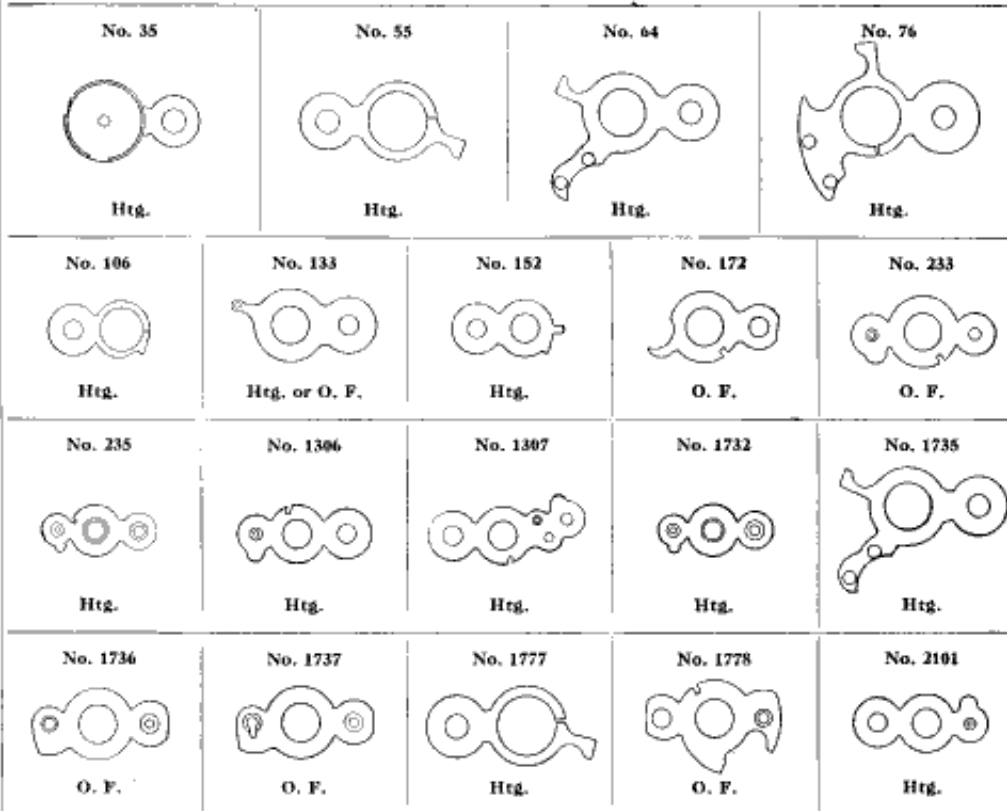 No. 35 No. 55 No. 64 No. 76
Htg. Htg. Htg. Htg.
No. 106 No. 133 No. 152 No. 172 No. 233
Htg. Htg. or O. F. Htg. O. F. O. F.
No. 235 No. 1306 No. 1307 No. 1732 No. 1735
Htg. Htg. Htg. Htg. Htg.
No. 1736 No. 1737 No. 1777 No. 1778 No. 2101
O. F. O. F. Htg. O. F. Htg.